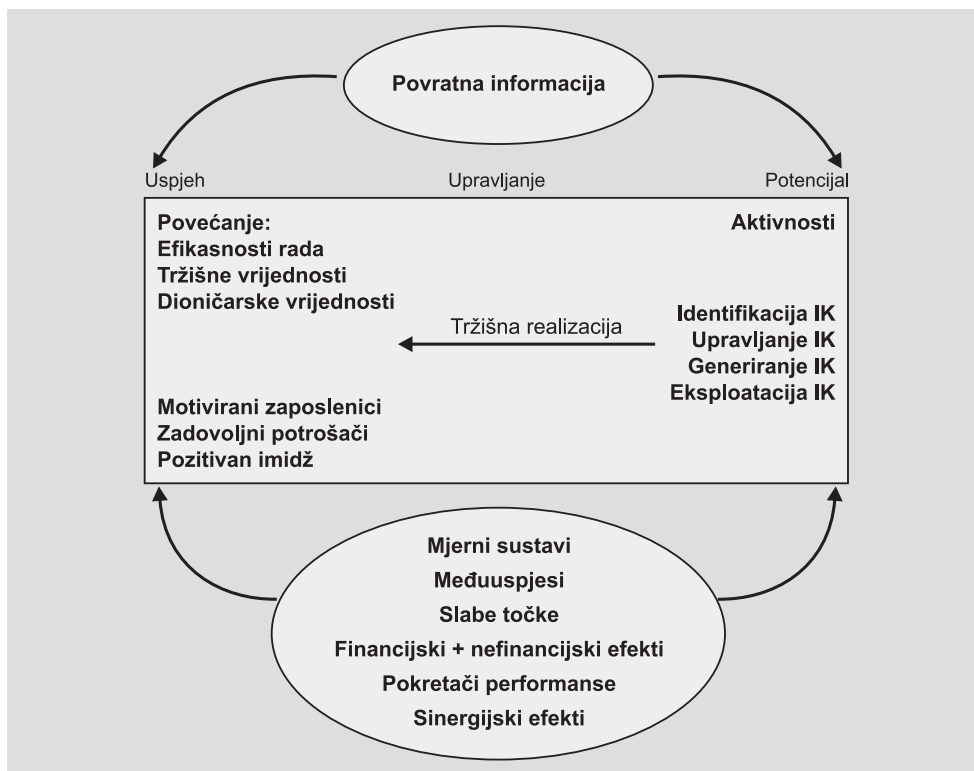 Povratna informacija
Uspjeh
Upravljanje
Potencijal
Povećanje:
Efikasnosti rada
Tržišne vrijednosti
Dioničarske vrijednosti
Aktivnosti
Tržišna realizacija
Identifikacija IK
Upravljanje IK
Generiranje IK
Eksploatacija IK
Motivirani zaposlenici
Zadovoljni potrošači
Pozitivan imidž
Mjerni sustavi
Međuuspjesi
Slabe točke
Financijski + nefinancijski efekti
Pokretači performanse
Sinergijski efekti